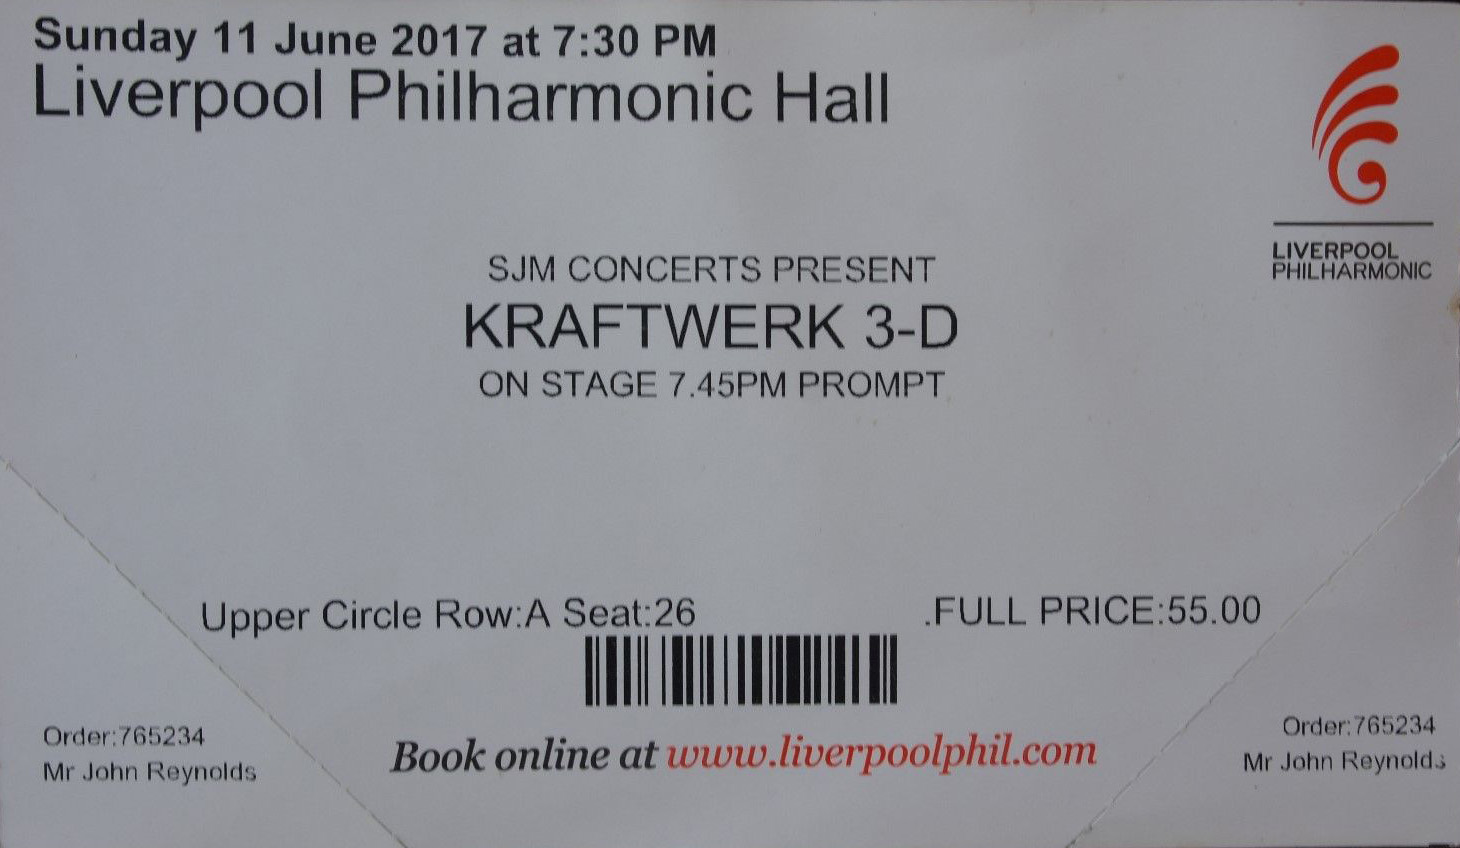 Sunday 11 June 2017 at 7:30 PM
Liverpool Philharmonic Hall
LIVERPOOL
PHILHARMONIC
SJM CONCERTS PRESENT
KRAFTWERK 3-D
ON STAGE 7.45PM PROMPT
Upper Circle Row:A Seat:26
.FULL PRICE:55.00
Order:765234
Mr John Reynolds
Book online at www.liverpoolphil.com
Order:765234
Mr John Reynolds